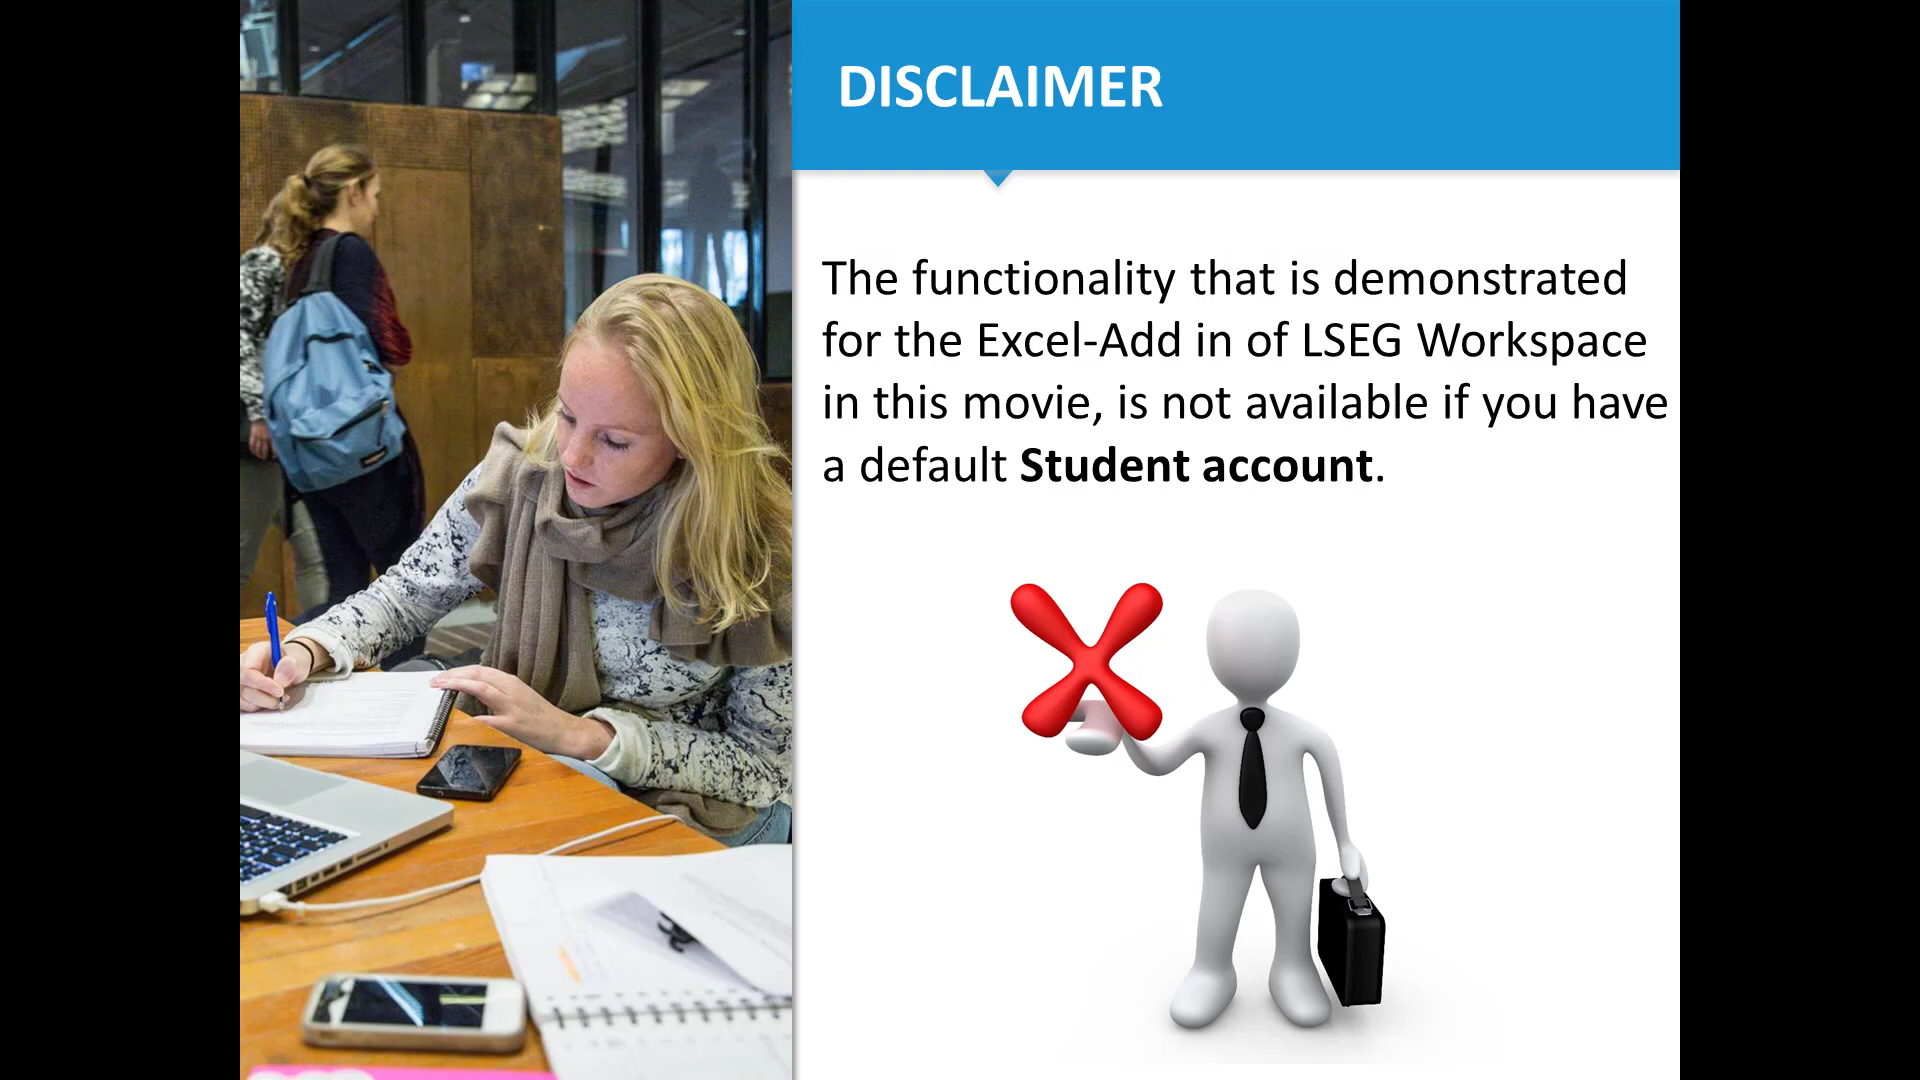 DISCLAIMER
The functionality that is demonstrated
for the Excel-Add in of LSEG Workspace
in this movie, is not available if you have
a default Student account.